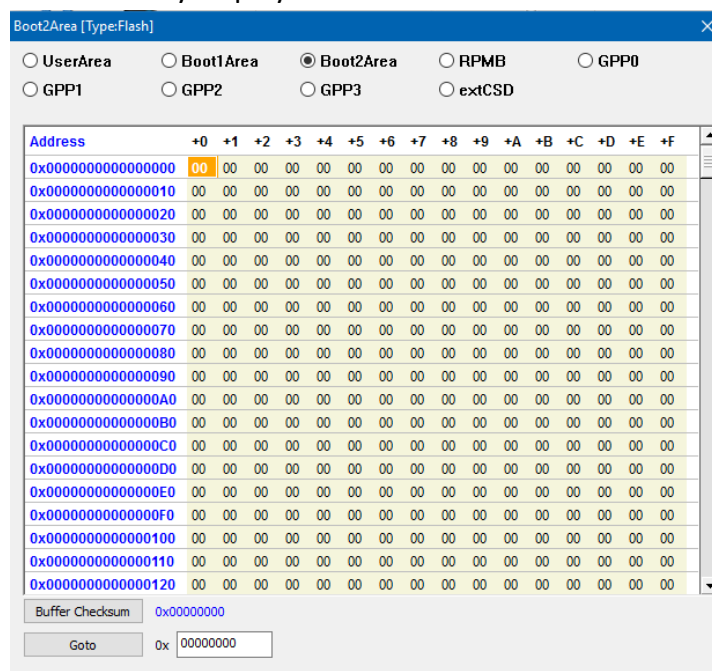 Boot2Area [Type:Flash]
UserArea Boot1Area Boot2Area RPMB GPP0
GPP1 GPP2 GPP3 extCSD
Address +0 +1 +2 +3 +4 +5 +6 +7 +8 +9 +A +B +C +D +E +F
0x0000000000000000 00 00 00 00 00 00 00 00 00 00 00 00 00 00 00 00
0x0000000000000010 00 00 00 00 00 00 00 00 00 00 00 00 00 00 00 00
0x0000000000000020 00 00 00 00 00 00 00 00 00 00 00 00 00 00 00 00
0x0000000000000030 00 00 00 00 00 00 00 00 00 00 00 00 00 00 00 00
0x0000000000000040 00 00 00 00 00 00 00 00 00 00 00 00 00 00 00 00
0x0000000000000050 00 00 00 00 00 00 00 00 00 00 00 00 00 00 00 00
0x0000000000000060 00 00 00 00 00 00 00 00 00 00 00 00 00 00 00 00
0x0000000000000070 00 00 00 00 00 00 00 00 00 00 00 00 00 00 00 00
0x0000000000000080 00 00 00 00 00 00 00 00 00 00 00 00 00 00 00 00
0x0000000000000090 00 00 00 00 00 00 00 00 00 00 00 00 00 00 00 00
0x00000000000000A0 00 00 00 00 00 00 00 00 00 00 00 00 00 00 00 00
0x00000000000000B0 00 00 00 00 00 00 00 00 00 00 00 00 00 00 00 00
0x00000000000000C0 00 00 00 00 00 00 00 00 00 00 00 00 00 00 00 00
0x00000000000000D0 00 00 00 00 00 00 00 00 00 00 00 00 00 00 00 00
0x00000000000000E0 00 00 00 00 00 00 00 00 00 00 00 00 00 00 00 00
0x00000000000000F0 00 00 00 00 00 00 00 00 00 00 00 00 00 00 00 00
0x0000000000000100 00 00 00 00 00 00 00 00 00 00 00 00 00 00 00 00
0x0000000000000110 00 00 00 00 00 00 00 00 00 00 00 00 00 00 00 00
0x0000000000000120 00 00 00 00 00 00 00 00 00 00 00 00 00 00 00 00
Buffer Checksum 0x00000000
Goto 0x 00000000